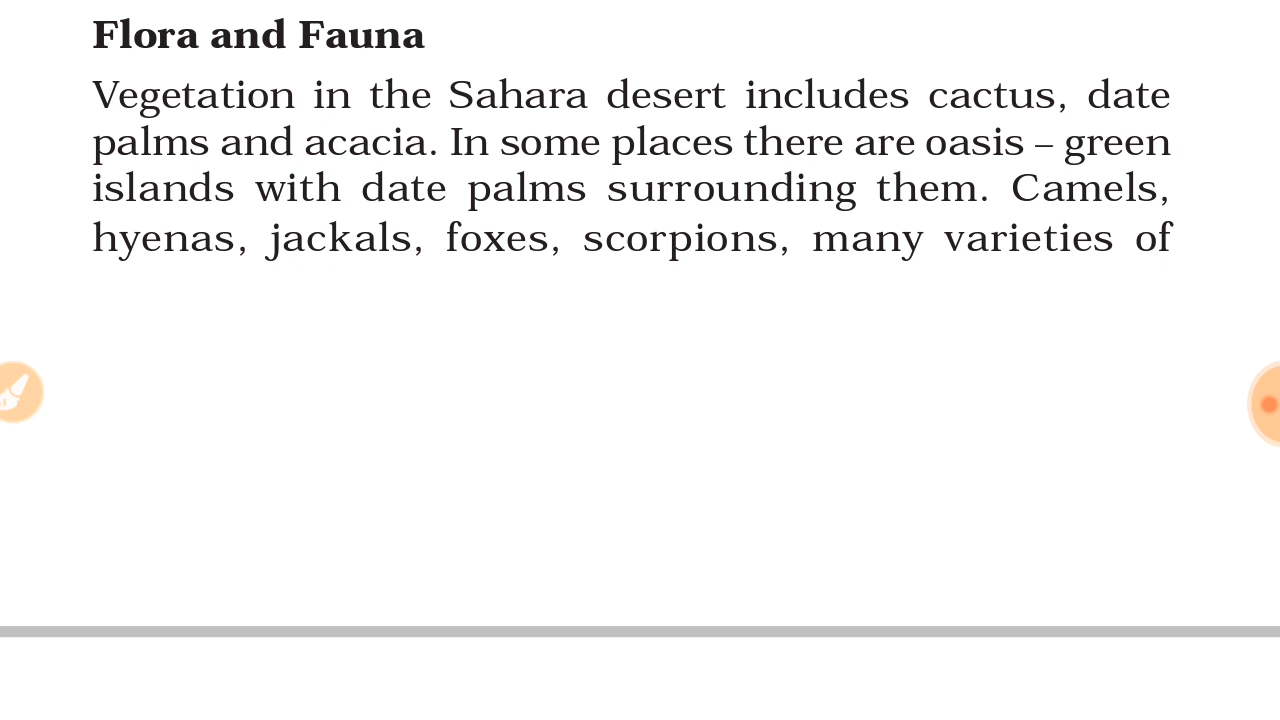 Flora and Fauna
Vegetation in the Sahara desert includes cactus, date
palms and acacia. In some places there are oasis – green
islands with date palms surrounding them. Camels,
hyenas, jackals, foxes, scorpions, many varieties of